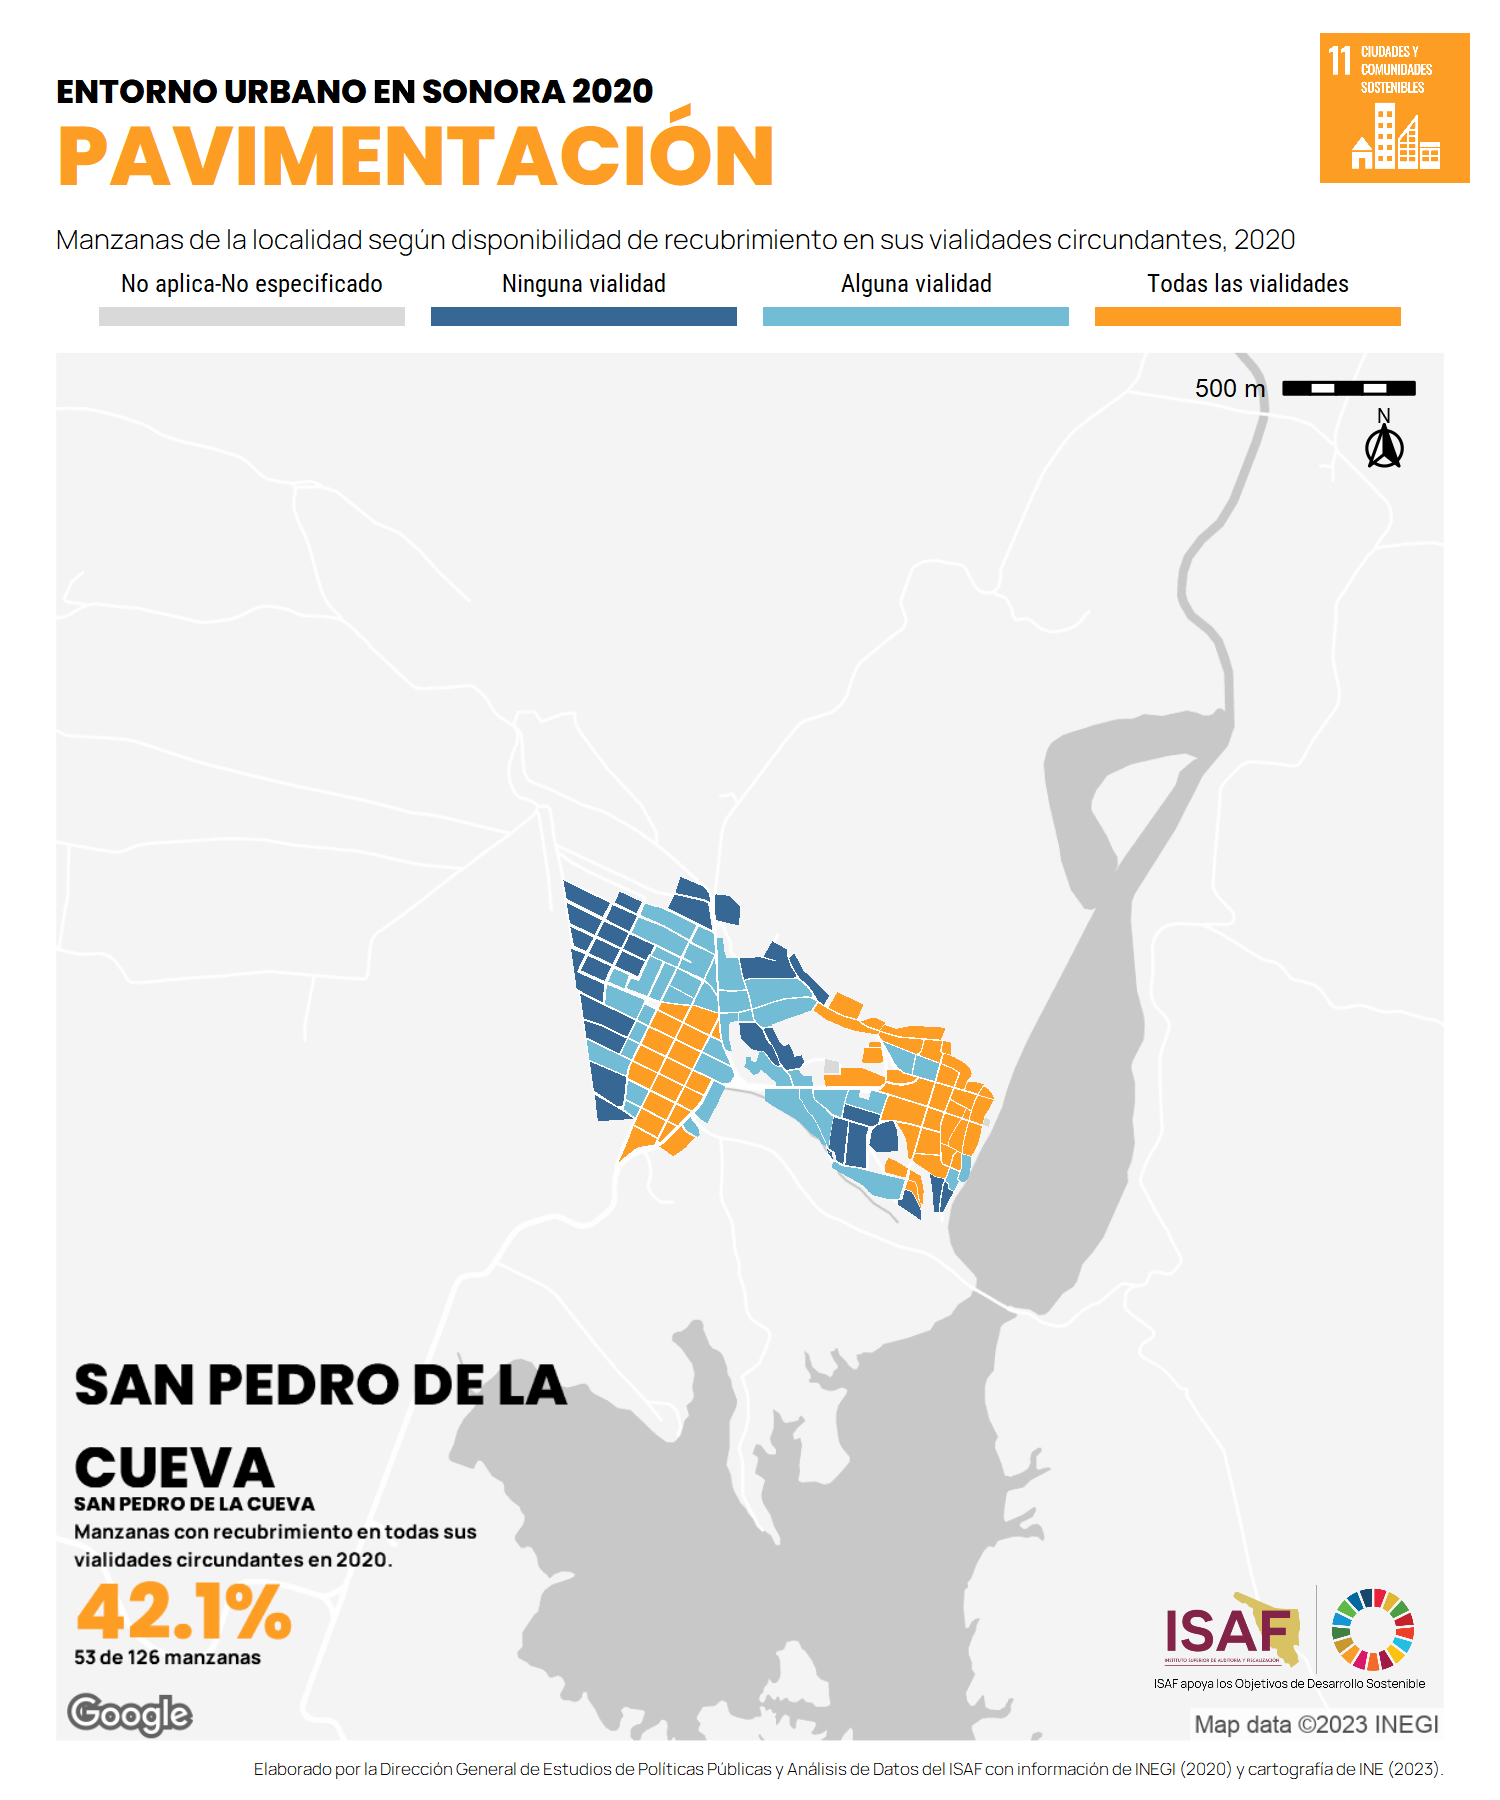 ENTORNO URBANO EN SONORA 2020
PAVIMENTACIÓN
11 CIUDADES Y
COMUNIDADES
SOSTENIBLES
Manzanas de la localidad según disponibilidad de recubrimiento en sus vialidades circundantes, 2020
No aplica-No especificado
Ninguna vialidad
Alguna vialidad
Todas las vialidades
500 m
N
SAN PEDRO DE LA
CUEVA
SAN PEDRO DE LA CUEVA
Manzanas con recubrimiento en todas sus
vialidades circundantes en 2020.
42.1%
53 de 126 manzanas
Google
ISAF
INSTITUTO SUPERIOR DE AUDITORÍA Y FISCALIZACIÓN
ISAF apoya los Objetivos de Desarrollo Sostenible
Map data ©2023 INEGI
Elaborado por la Dirección General de Estudios de Políticas Públicas y Análisis de Datos del ISAF con información de INEGI (2020) y cartografía de INE (2023).